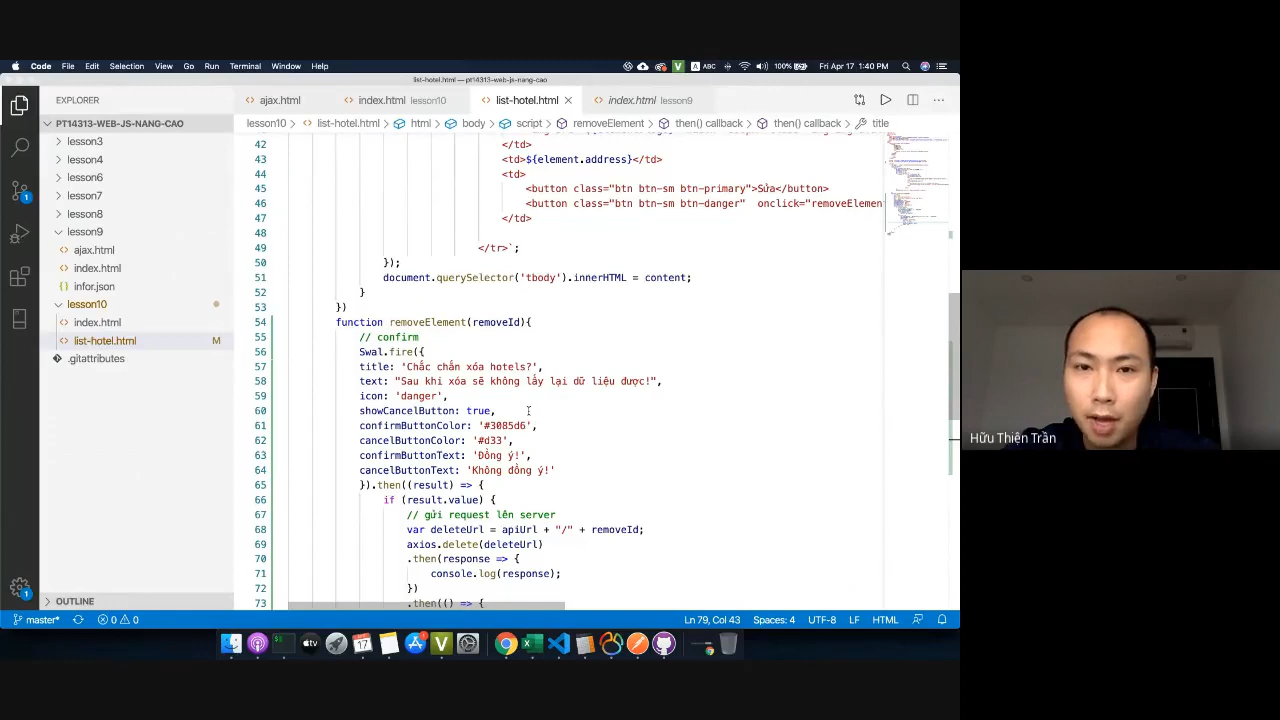 Code File Edit Selection View Go Run Terminal Window Help
ABC 100% Fri Apr 17 1:40 PM
list-hotel.html — pt14313-web-js-nang-cao
EXPLORER
ajax.html
index.html lesson10
list-hotel.html
index.html lesson9
PT14313-WEB-JS-NANG-CAO
lesson3
lesson4
lesson6
lesson7
lesson8
lesson9
ajax.html
index.html
infor.json
lesson10
index.html
list-hotel.html M
.gitattributes
OUTLINE
lesson10 > list-hotel.html > html > body > script > removeElement > then() callback > then() callback > title
42 </td>
43 <td>${element.address}</td>
44 <td>
45 <button class="btn btn-sm btn-primary">Sửa</button>
46 <button class="btn btn-sm btn-danger"  onclick="removeElement
47 </td>
48
49 </tr>`;
50 });
51 document.querySelector('tbody').innerHTML = content;
52 }
53 })
54 function removeElement(removeId){
55 // confirm
56 Swal.fire({
57 title: 'Chắc chắn xóa hotels?',
58 text: "Sau khi xóa sẽ không lấy lại dữ liệu được!",
59 icon: 'danger',
60 showCancelButton: true,
61 confirmButtonColor: '#3085d6',
62 cancelButtonColor: '#d33',
63 confirmButtonText: 'Đồng ý!',
64 cancelButtonText: 'Không đồng ý!'
65 }).then((result) => {
66 if (result.value) {
67 // gửi request lên server
68 var deleteUrl = apiUrl + "/" + removeId;
69 axios.delete(deleteUrl)
70 .then(response => {
71 console.log(response);
72 })
73 .then(() => {
master* 0 0
Ln 79, Col 43 Spaces: 4 UTF-8 LF HTML
Hữu Thiện Trần